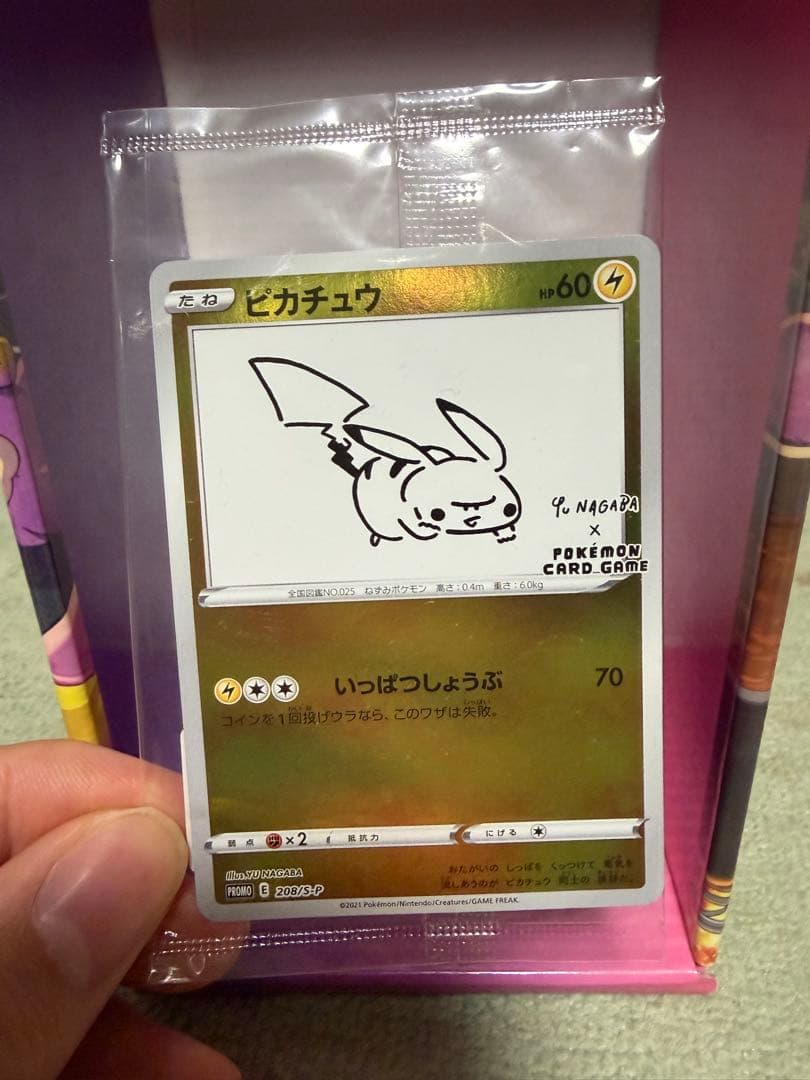 たね ピカチュウ HP60
YU NAGABA
×
POKÉMON
CARD GAME
全国図鑑NO.025 ねずみポケモン 高さ:0.4m 重さ:6.0kg
いっぱつしょうぶ 70
コインを1回投げウラなら、このワザは失敗。
弱点 ×2 抵抗力 にげる
おたがいの しっぽを くっつけて 電気を
流しあうのが ピカチュウ 同士の
Illus. YU NAGABA
PROMO E 208/S-P
©2021 Pokémon/Nintendo/Creatures/GAME FREAK.